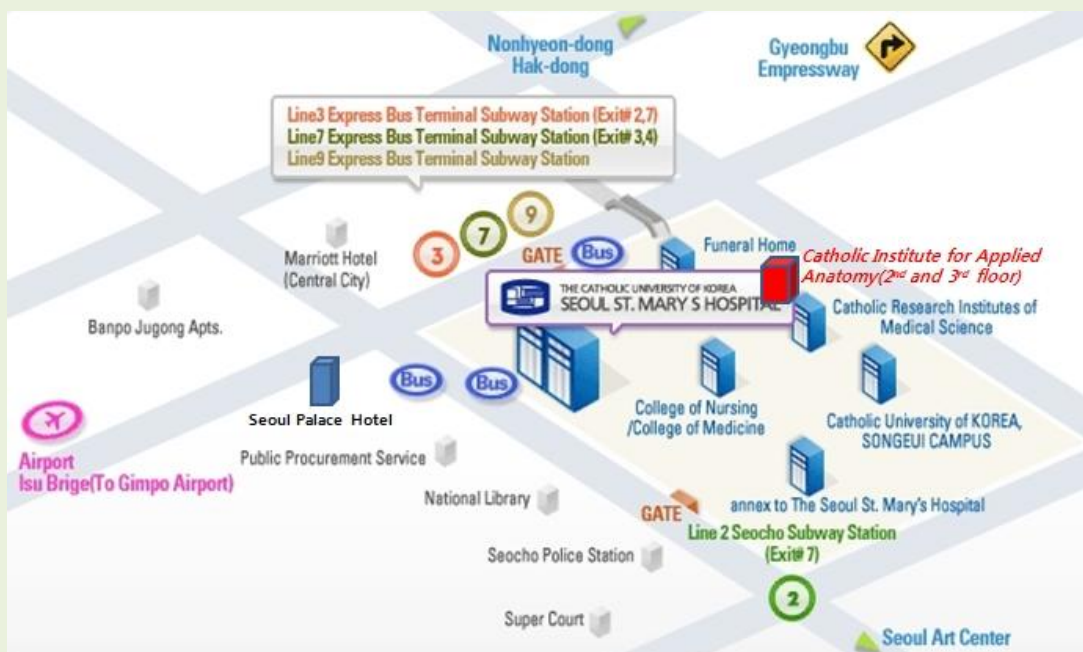 Nonhyeon-dong
Hak-dong
Gyeongbu
Empressway
Line3 Express Bus Terminal Subway Station (Exit# 2,7)
Line7 Express Bus Terminal Subway Station (Exit# 3,4)
Line9 Express Bus Terminal Subway Station
3
7
9
GATE
Bus
Funeral Home
Catholic Institute for Applied
Anatomy(2nd and 3rd floor)
Marriott Hotel
(Central City)
THE CATHOLIC UNIVERSITY OF KOREA
SEOUL ST. MARY S HOSPITAL
Catholic Research Institutes of
Medical Science
Banpo Jugong Apts.
Bus
Bus
Seoul Palace Hotel
College of Nursing
/College of Medicine
Catholic University of KOREA,
SONGEUI CAMPUS
Airport
Isu Brige(To Gimpo Airport)
Public Procurement Service
National Library
annex to The Seoul St. Mary's Hospital
GATE
Line 2 Seocho Subway Station
(Exit# 7)
Seocho Police Station
2
Super Court
Seoul Art Center